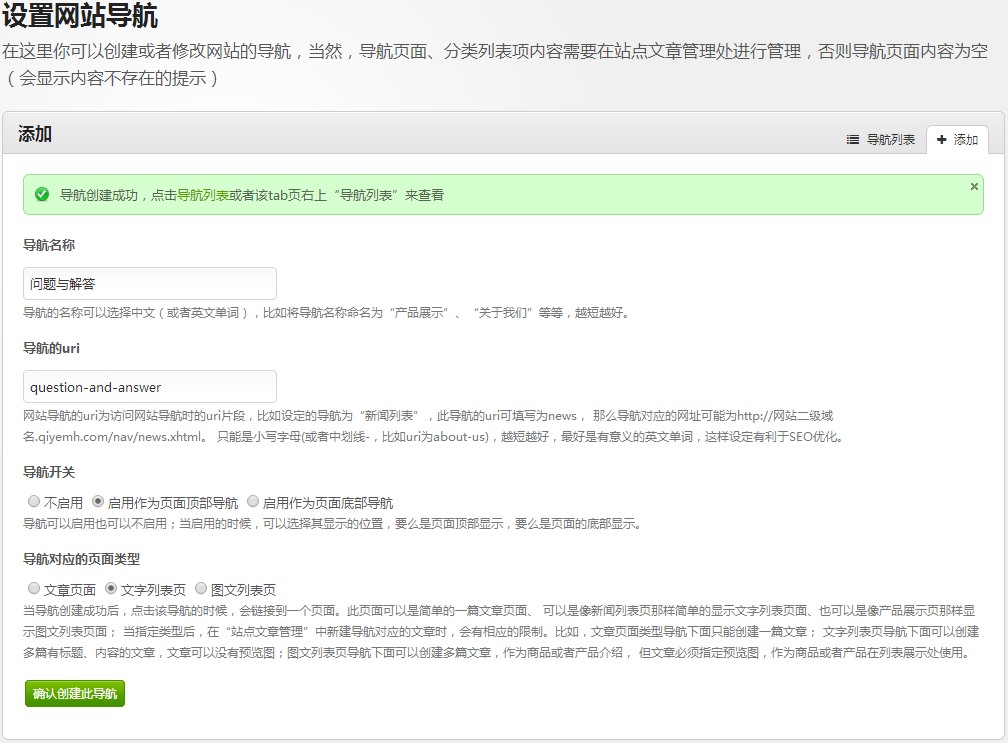 设置网站导航
在这里你可以创建或者修改网站的导航，当然，导航页面、分类列表项内容需要在站点文章管理处进行管理，否则导航页面内容为空
（会显示内容不存在的提示）
添加
导航列表
添加
导航创建成功，点击导航列表或者该tab页右上“导航列表”来查看
导航名称
问题与解答
导航的名称可以选择中文（或者英文单词），比如将导航名称命名为“产品展示”、“关于我们”等等，越短越好。
导航的uri
question-and-answer
网站导航的uri为访问网站导航时的uri片段，比如设定的导航为“新闻列表”，此导航的uri可填写为news， 那么导航对应的网址可能为http://网站二级域
名.qiyemh.com/nav/news.xhtml。 只能是小写字母(或者中划线-，比如uri为about-us)，越短越好，最好是有意义的英文单词，这样设定有利于SEO优化。
导航开关
不启用 启用作为页面顶部导航 启用作为页面底部导航
导航可以启用也可以不启用；当启用的时候，可以选择其显示的位置，要么是页面顶部显示，要么是页面的底部显示。
导航对应的页面类型
文章页面 文字列表页 图文列表页
当导航创建成功后，点击该导航的时候，会链接到一个页面。此页面可以是简单的一篇文章页面、 可以是像新闻列表页那样简单的显示文字列表页面、也可以是像产品展示页那样显
示图文列表页面； 当指定类型后，在“站点文章管理”中新建导航对应的文章时，会有相应的限制。比如，文章页面类型导航下面只能创建一篇文章； 文字列表页导航下面可以创建
多篇有标题、内容的文章，文章可以没有预览图；图文列表页导航下面可以创建多篇文章，作为商品或者产品介绍， 但文章必须指定预览图，作为商品或者产品在列表展示处使用。
确认创建此导航